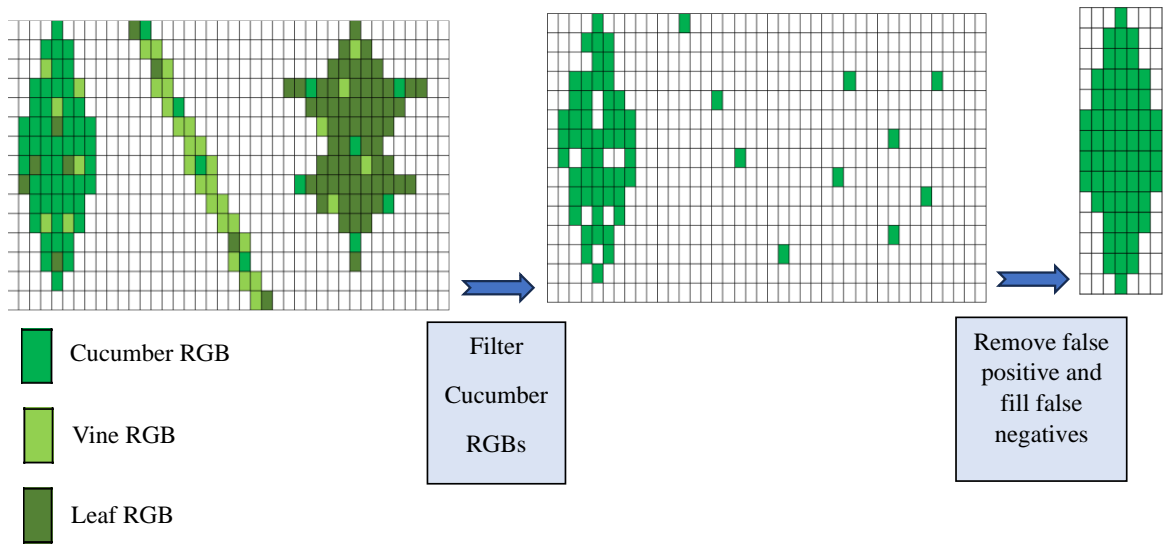 Cucumber RGB
Vine RGB
Leaf RGB
Filter
Cucumber
RGBs
Remove false
positive and
fill false
negatives